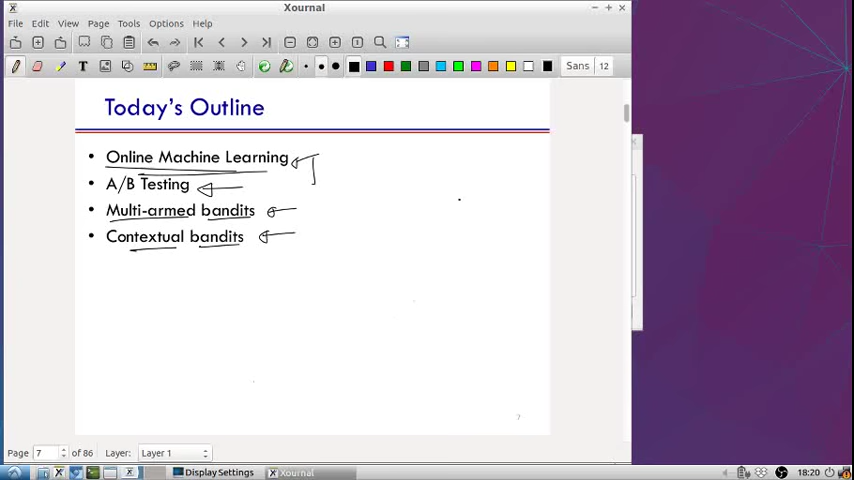 Xournal
File Edit View Page Tools Options Help
T Sans 12
Today's Outline
• Online Machine Learning
• A/B Testing
• Multi-armed bandits
• Contextual bandits
7
Page 7 of 86 Layer: Layer 1
Display Settings Xournal 18:20